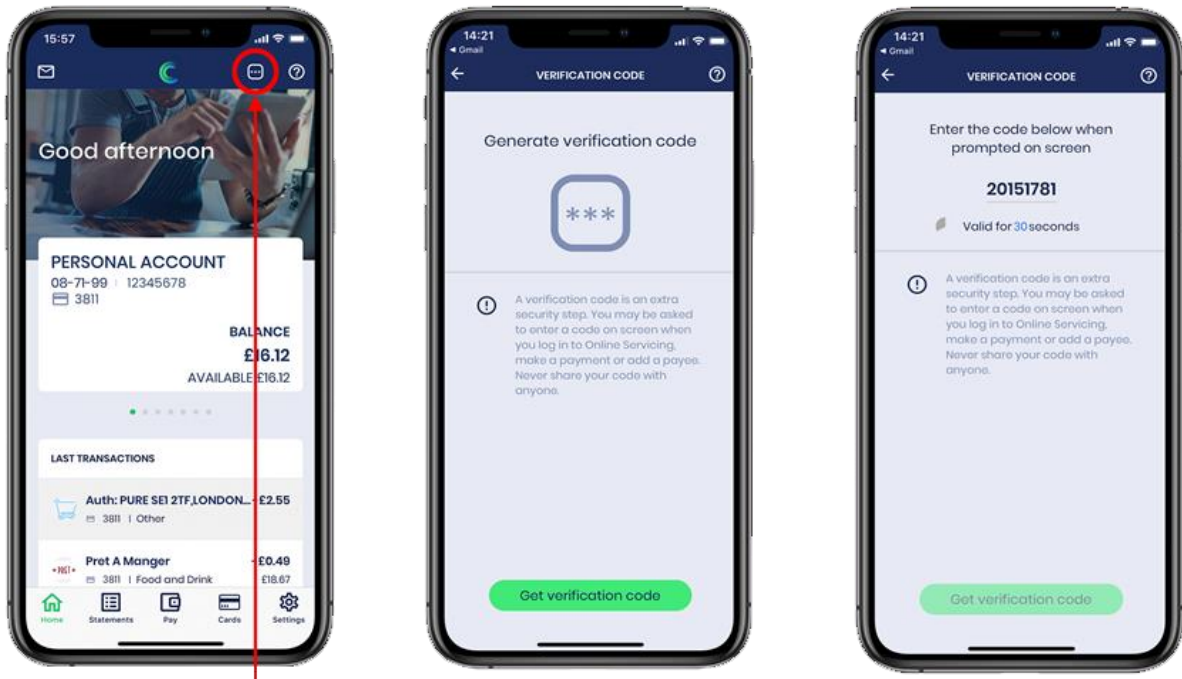 15:57
Good afternoon
PERSONAL ACCOUNT
08-71-99 | 12345678
3811
BALANCE
£16.12
AVAILABLE £16.12
LAST TRANSACTIONS
Auth: PURE SE1 2TF,LONDON... -£2.55
3811 | Other
Pret A Manger -£0.49
3811 | Food and Drink £18.67
Home Statements Pay Cards Settings
14:21
Gmail
VERIFICATION CODE
Generate verification code
***
A verification code is an extra
security step. You may be asked
to enter a code on screen when
you log in to Online Servicing,
make a payment or add a payee.
Never share your code with
anyone.
Get verification code
14:21
Gmail
VERIFICATION CODE
Enter the code below when
prompted on screen
20151781
Valid for 30 seconds
A verification code is an extra
security step. You may be asked
to enter a code on screen when
you log in to Online Servicing,
make a payment or add a payee.
Never share your code with
anyone.
Get verification code